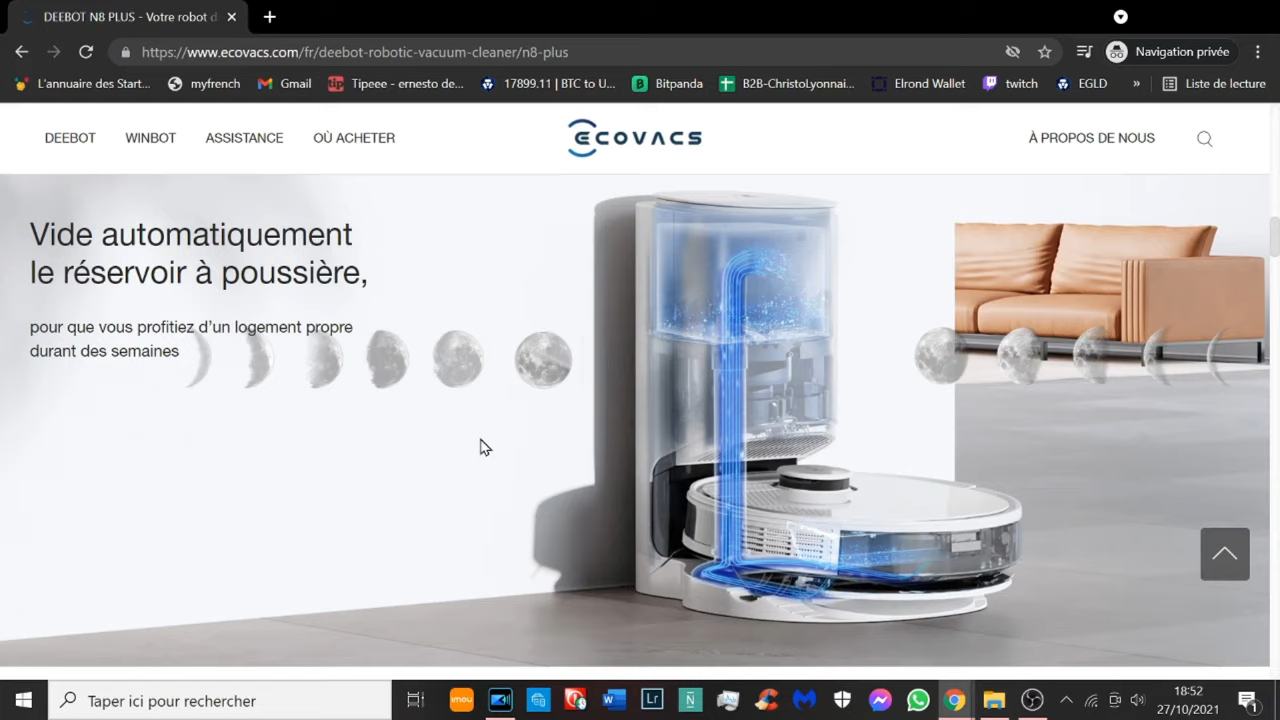 DEEBOT N8 PLUS - Votre robot d
https://www.ecovacs.com/fr/deebot-robotic-vacuum-cleaner/n8-plus
Navigation privée
L'annuaire des Start...
myfrench
Gmail
Tipeee - ernesto de...
17899.11 | BTC to U...
Bitpanda
B2B-ChristoLyonnai...
Elrond Wallet
twitch
EGLD
»
Liste de lecture
DEEBOT
WINBOT
ASSISTANCE
OÙ ACHETER
ECOVACS
À PROPOS DE NOUS
Vide automatiquement
le réservoir à poussière,
pour que vous profitiez d'un logement propre
durant des semaines
Taper ici pour rechercher
imou
W
Lr
18:52
27/10/2021
1